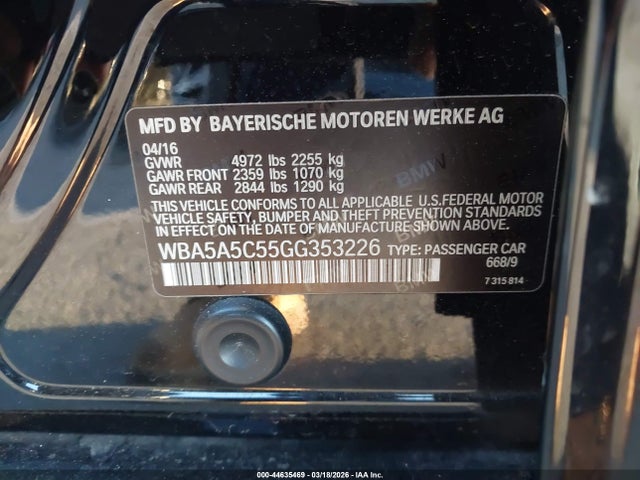 MFD BY BAYERISCHE MOTOREN WERKE AG
04/16
GVWR 4972 lbs 2255 kg
GAWR FRONT 2359 lbs 1070 kg
GAWR REAR 2844 lbs 1290 kg
THIS VEHICLE CONFORMS TO ALL APPLICABLE U.S.FEDERAL MOTOR
VEHICLE SAFETY, BUMPER AND THEFT PREVENTION STANDARDS
IN EFFECT ON THE DATE OF MANUFACTURE SHOWN ABOVE.
WBA5A5C55GG353226 TYPE: PASSENGER CAR
668/9
7 315 814
BMW
000-44635469 - 03/18/2026 - IAArecon